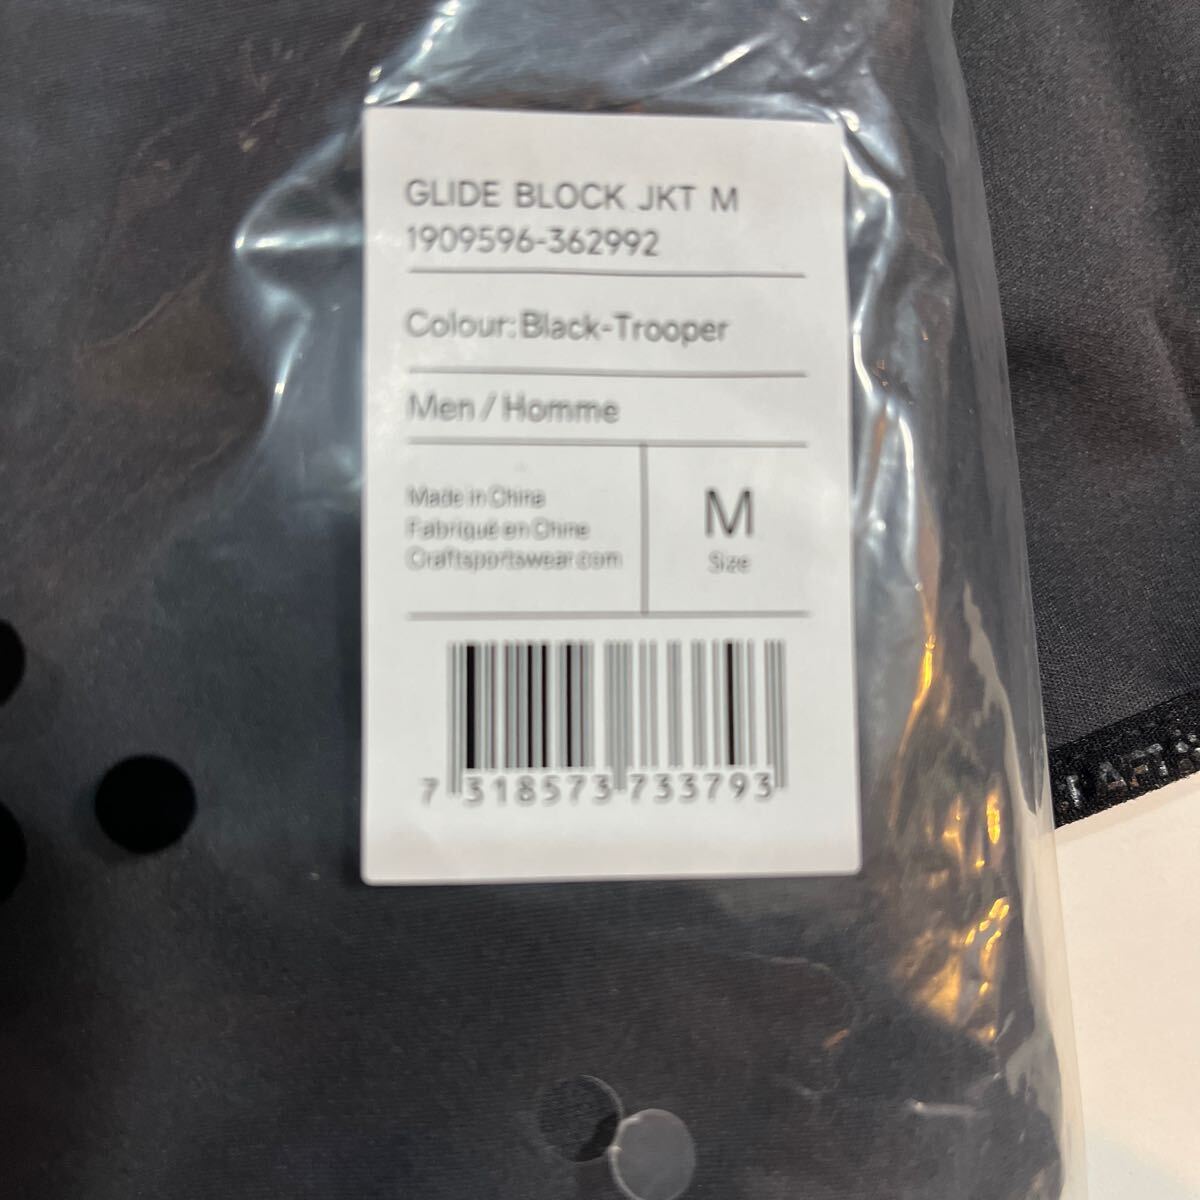 GLIDE BLOCK JKT M
1909596-362992
Colour:Black-Trooper
Men / Homme
Made in China
Fabriqué en Chine
Craftsportswear.com
M
Size
7 318573 733793